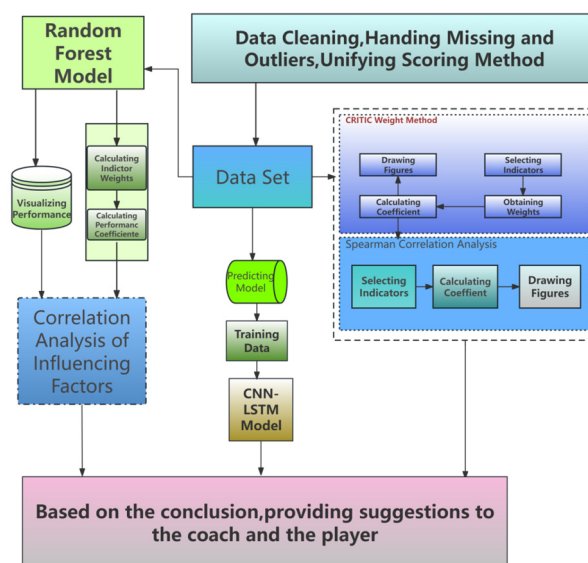 Random
Forest
Model
Data Cleaning,Handing Missing and
Outliers,Unifying Scoring Method
CRITIC Weight Method
Drawing
Figures
Selecting
Indicators
Calculating
Coefficient
Obtaining
Weights
Spearman Correlation Analysis
Selecting
Indicators
Calculating
Coeffient
Drawing
Figures
Data Set
Calculating
Indictor
Weights
Calculating
Performanc
Coefficiente
Visualizing
Performance
Predicting
Model
Training
Data
CNN-
LSTM
Model
Correlation
Analysis of
Influencing
Factors
Based on the conclusion,providing suggestions to
the coach and the player